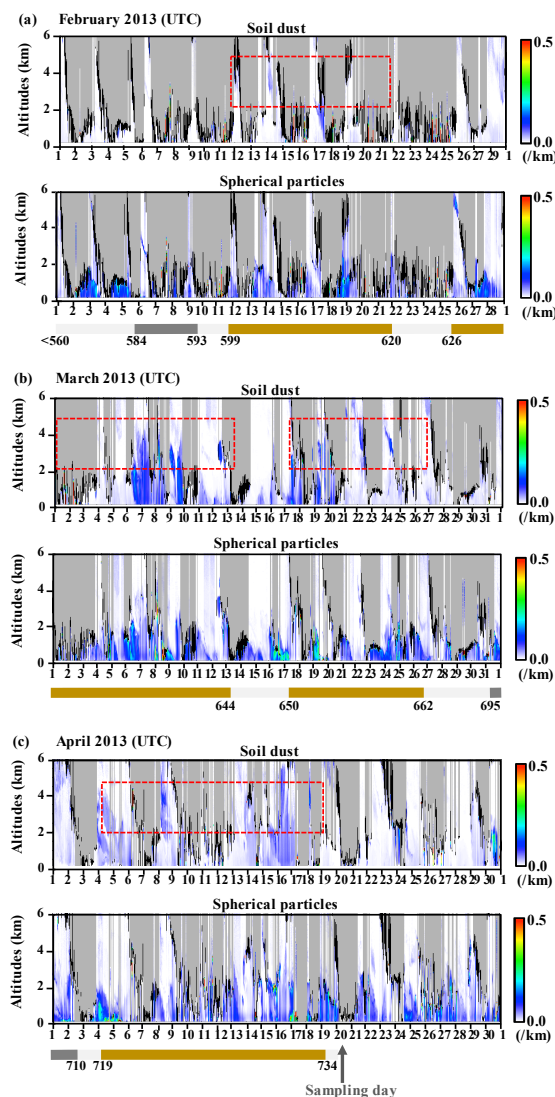 (a) February 2013 (UTC)
Soil dust
Altitudes (km)
6
4
2
0
1 2 3 4 5 6 7 8 9 10 11 12 13 14 15 16 17 18 19 20 21 22 23 24 25 26 27 29 1
0.5
0.0
(/km)
Spherical particles
Altitudes (km)
6
4
2
0
1 2 3 4 5 6 7 8 9 10 11 12 13 14 15 16 17 18 19 20 21 22 23 24 25 26 27 28 1
0.5
0.0
(/km)
<560 584 593 599 620 626
(b) March 2013 (UTC)
Soil dust
Altitudes (km)
6
4
2
0
1 2 3 4 5 6 7 8 9 10 11 12 13 14 15 16 17 18 19 20 21 22 23 24 25 26 27 28 29 30 31 1
0.5
0.0
(/km)
Spherical particles
Altitudes (km)
6
4
2
0
1 2 3 4 5 6 7 8 9 10 11 12 13 14 15 16 17 18 19 20 21 22 23 24 25 26 27 28 29 30 31 1
0.5
0.0
(/km)
644 650 662 695
(c) April 2013 (UTC)
Soil dust
Altitudes (km)
6
4
2
0
1 2 3 4 5 6 7 8 9 10 11 12 13 14 15 16 17 18 19 20 21 22 23 24 25 26 27 28 29 30 1
0.5
0.0
(/km)
Spherical particles
Altitudes (km)
6
4
2
0
1 2 3 4 5 6 7 8 9 10 11 12 13 14 15 16 17 18 19 20 21 22 23 24 25 26 27 28 29 30 1
0.5
0.0
(/km)
710 719 734
Sampling day